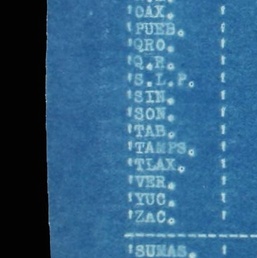 'OAX. '
'PUEB. '
'QRO. '
'Q.R. '
'S.L.P. '
'SIN. '
'SON. '
'TAB. '
'TAMPS. '
'TLAX. '
'VER. '
'YUC. '
'ZAC. '
'SUMAS. '